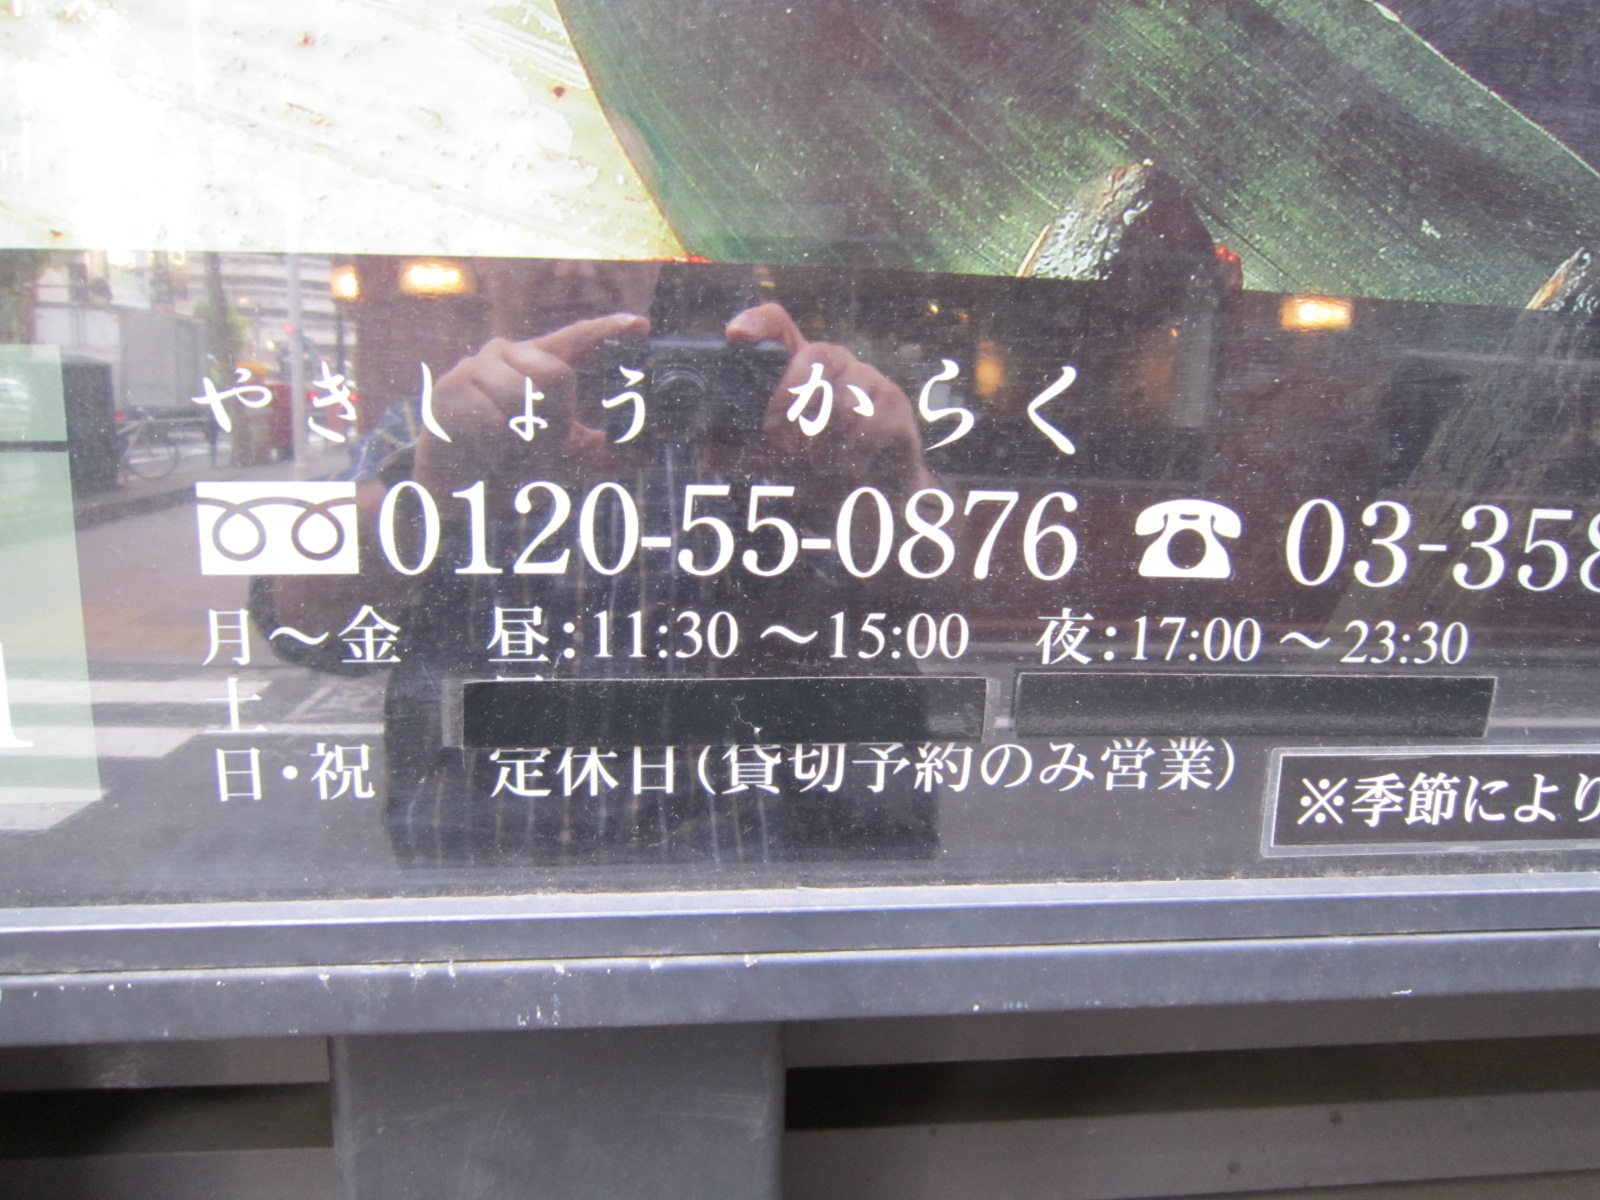 やきしょう からく
0120-55-0876 03-358
月～金 昼:11:30～15:00 夜:17:00～23:30
土
日・祝 定休日(貸切予約のみ営業)
※季節により